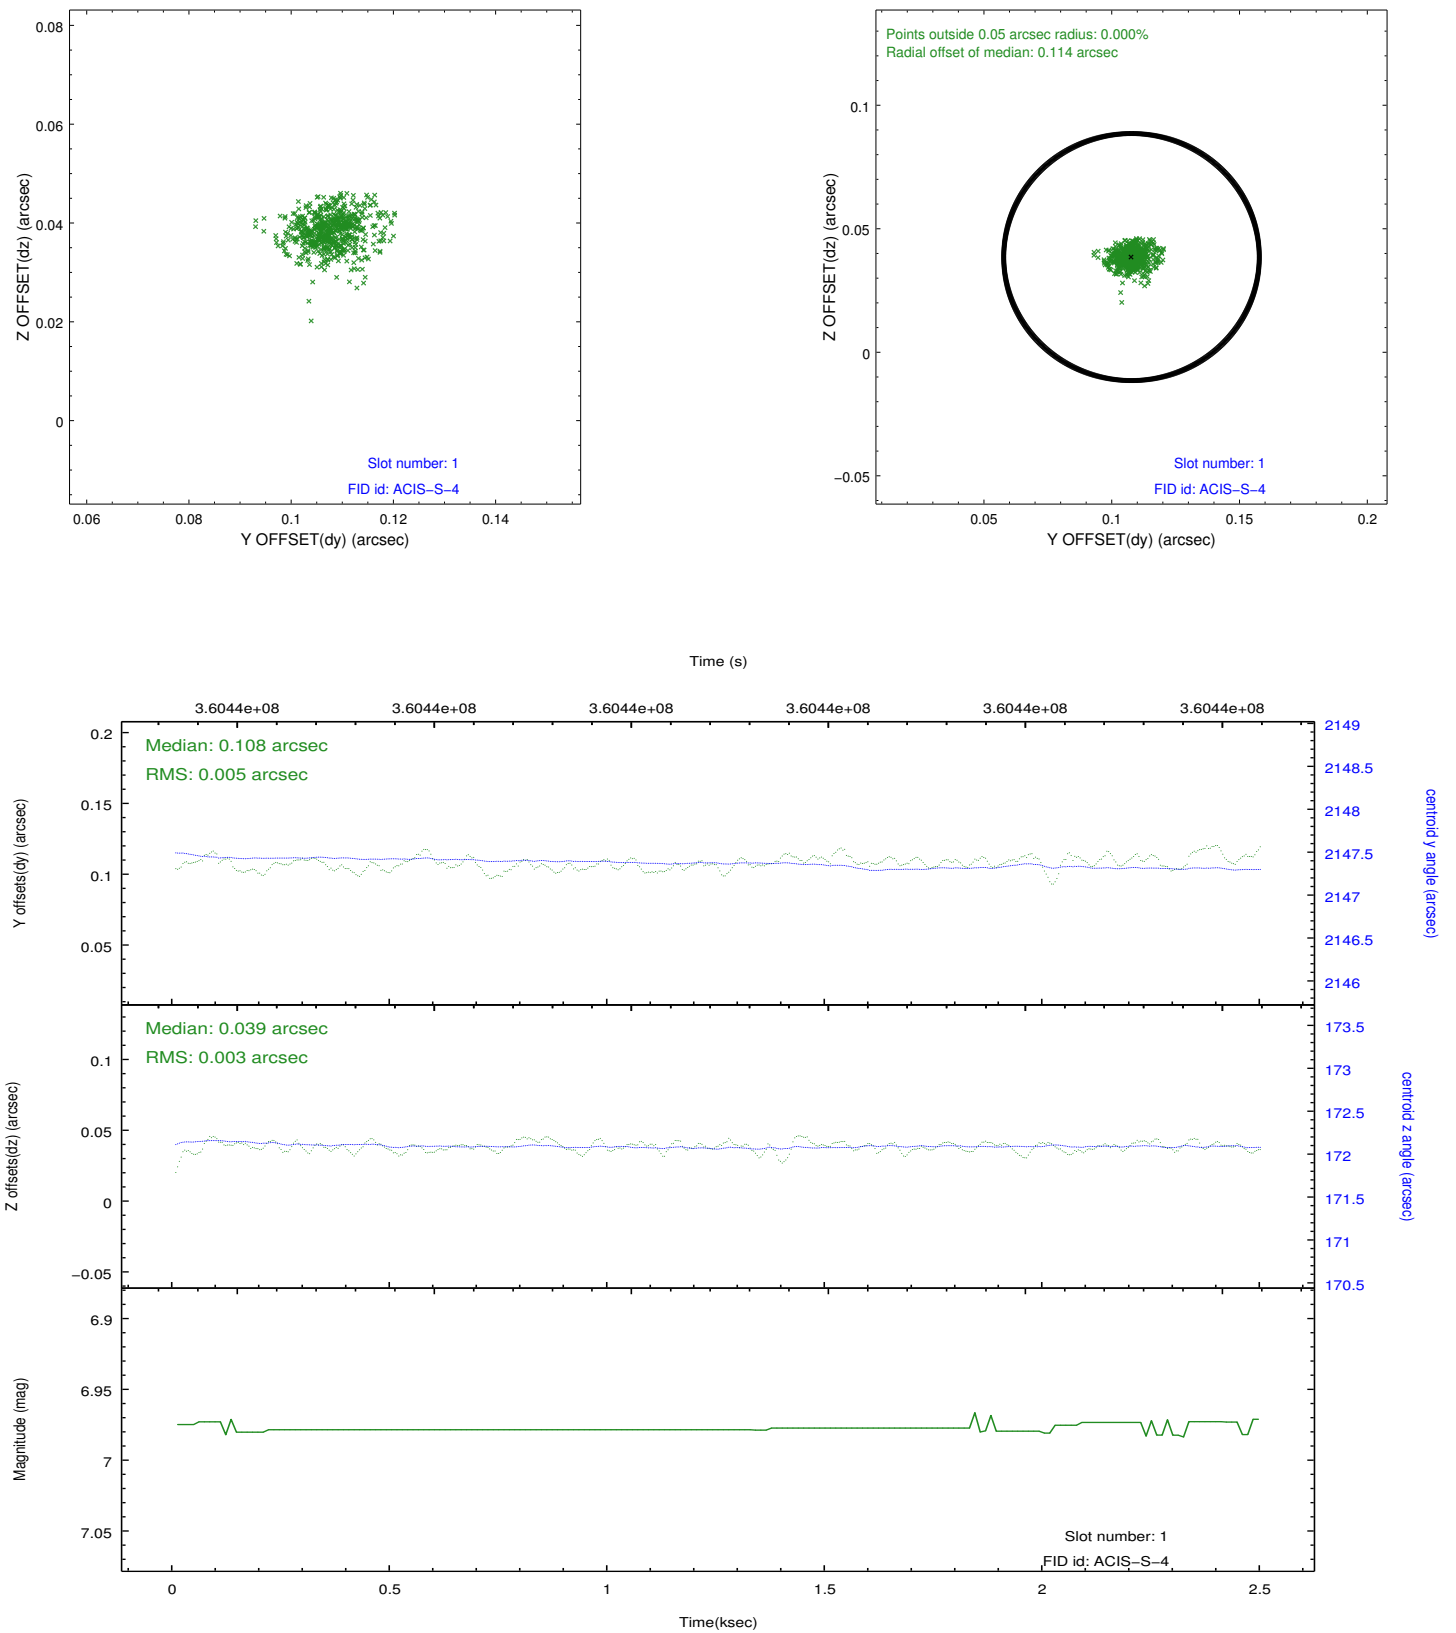 0.08
0.06
0.04
0.02
0
Z OFFSET(dz) (arcsec)
Slot number: 1
FID id: ACIS−S−4
0.06 0.08 0.1 0.12 0.14
Y OFFSET(dy) (arcsec)
Points outside 0.05 arcsec radius: 0.000%
Radial offset of median: 0.114 arcsec
0.1
0.05
0
−0.05
Z OFFSET(dz) (arcsec)
Slot number: 1
FID id: ACIS−S−4
0.05 0.1 0.15 0.2
Y OFFSET(dy) (arcsec)
Time (s)
3.6044e+08 3.6044e+08 3.6044e+08 3.6044e+08 3.6044e+08 3.6044e+08
Median: 0.108 arcsec
RMS: 0.005 arcsec
0.2
0.15
0.1
0.05
Y offsets(dy) (arcsec)
2149
2148.5
2148
2147.5
2147
2146.5
2146
centroid y angle (arcsec)
Median: 0.039 arcsec
RMS: 0.003 arcsec
0.1
0.05
0
−0.05
Z offsets(dz) (arcsec)
173.5
173
172.5
172
171.5
171
170.5
centroid z angle (arcsec)
6.9
6.95
7
7.05
Magnitude (mag)
Slot number: 1
FID id: ACIS−S−4
0 0.5 1 1.5 2 2.5
Time(ksec)